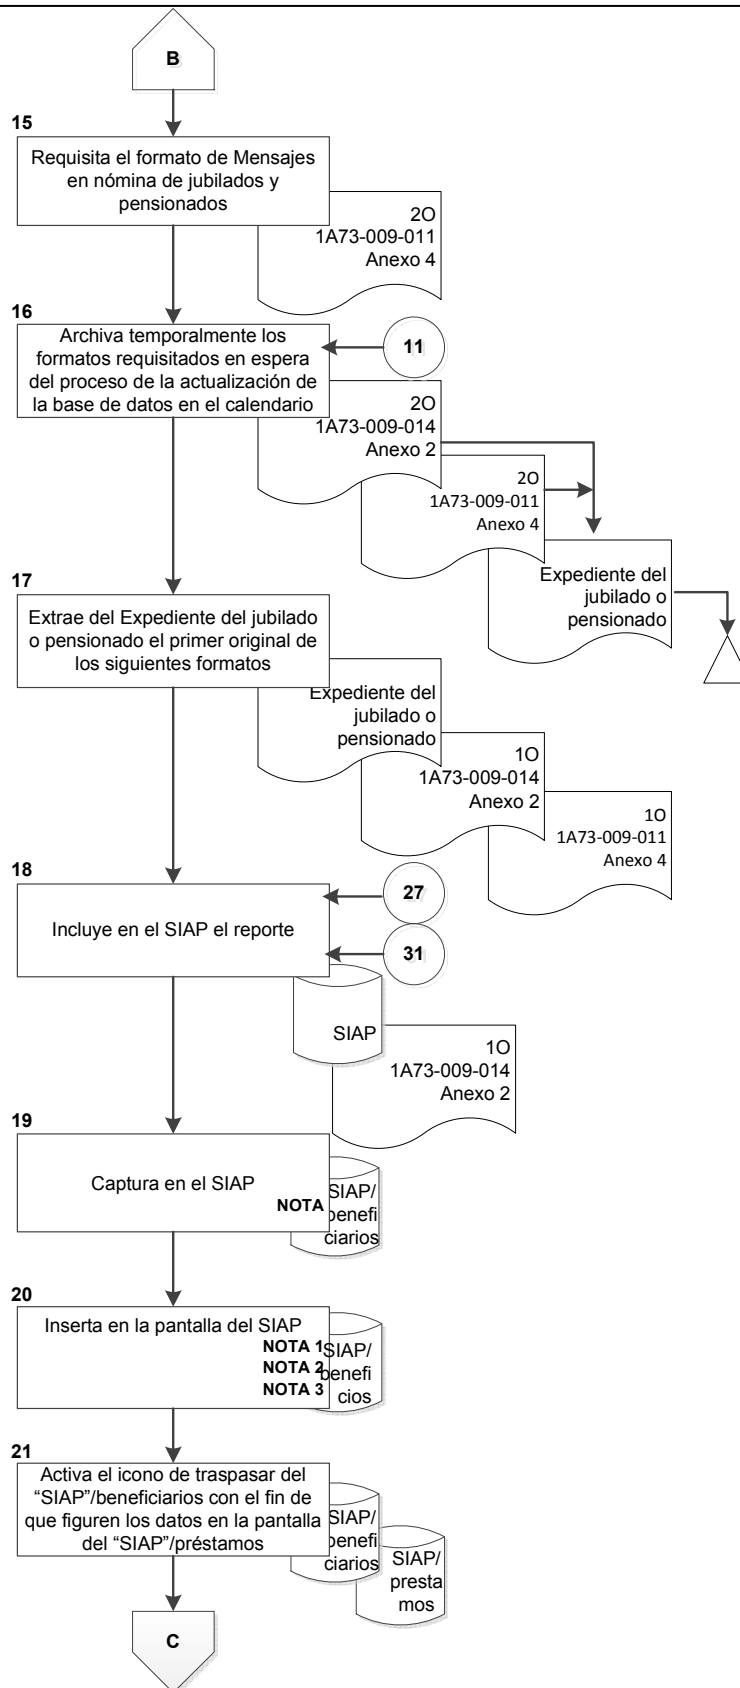 B
15
Requisita el formato de Mensajes
en nómina de jubilados y
pensionados
2O
1A73-009-011
Anexo 4
16
Archiva temporalmente los
formatos requisitados en espera
del proceso de la actualización de
la base de datos en el calendario
11
2O
1A73-009-014
Anexo 2
2O
1A73-009-011
Anexo 4
Expediente del
jubilado o
pensionado
17
Extrae del Expediente del jubilado
o pensionado el primer original de
los siguientes formatos
Expediente del
jubilado o
pensionado
1O
1A73-009-014
Anexo 2
1O
1A73-009-011
Anexo 4
18
Incluye en el SIAP el reporte
27
31
SIAP
1O
1A73-009-014
Anexo 2
19
Captura en el SIAP
NOTA
SIAP/
benefi
ciarios
20
Inserta en la pantalla del SIAP
NOTA 1
NOTA 2
NOTA 3
SIAP/
benefi
cios
21
Activa el icono de traspasar del
“SIAP”/beneficiarios con el fin de
que figuren los datos en la pantalla
del “SIAP”/préstamos
SIAP/
benefi
ciarios
SIAP/
presta
mos
C